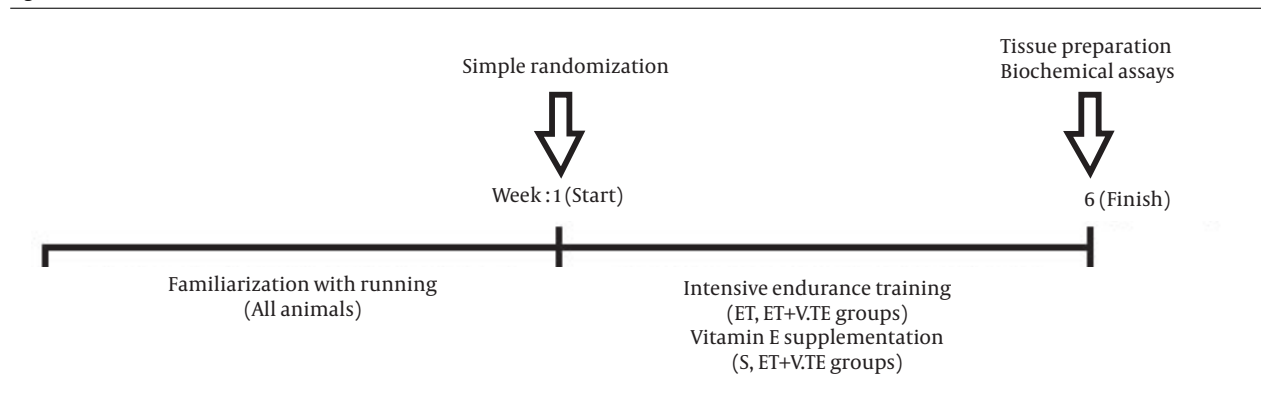 Simple randomization
Tissue preparation
Biochemical assays
Week :1 (Start)
6 (Finish)
Familiarization with running
(All animals)
Intensive endurance training
(ET, ET+V.TE groups)
Vitamin E supplementation
(S, ET+V.TE groups)